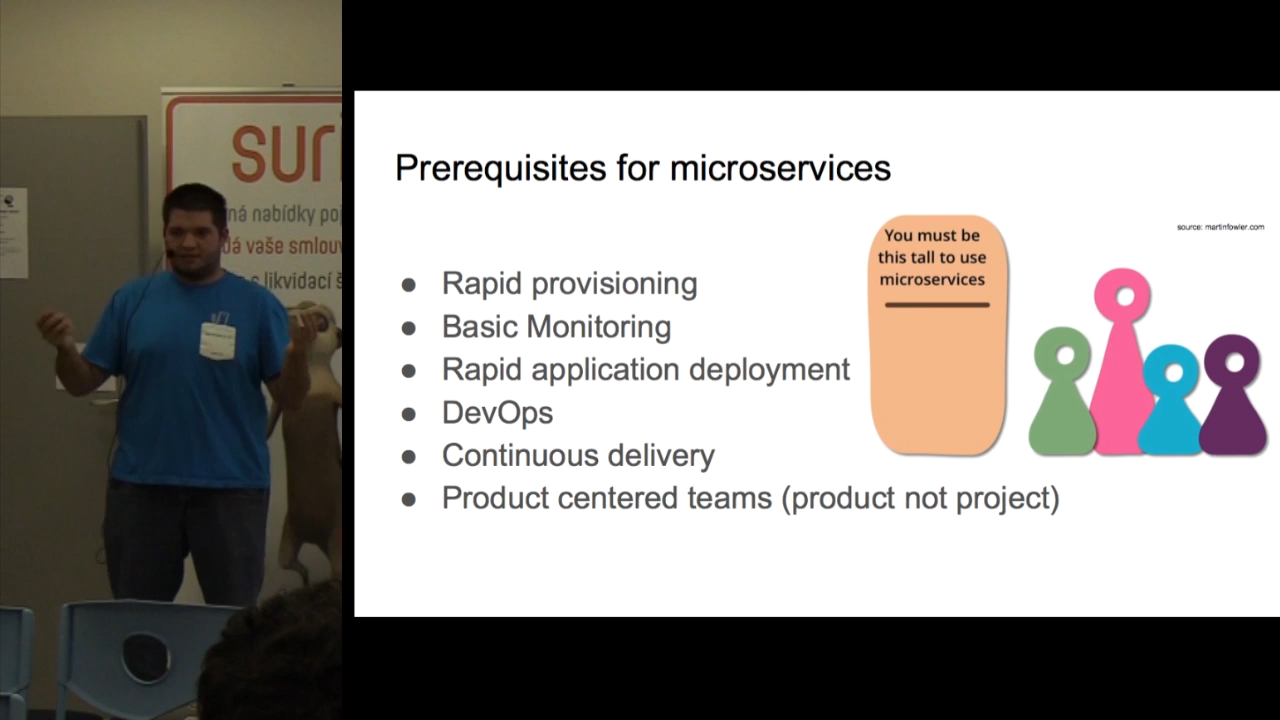 suri
ná nabídky poj
dá vaše smlouv
s likvidací š
Prerequisites for microservices
source: martinfowler.com
You must be
this tall to use
microservices
● Rapid provisioning
● Basic Monitoring
● Rapid application deployment
● DevOps
● Continuous delivery
● Product centered teams (product not project)